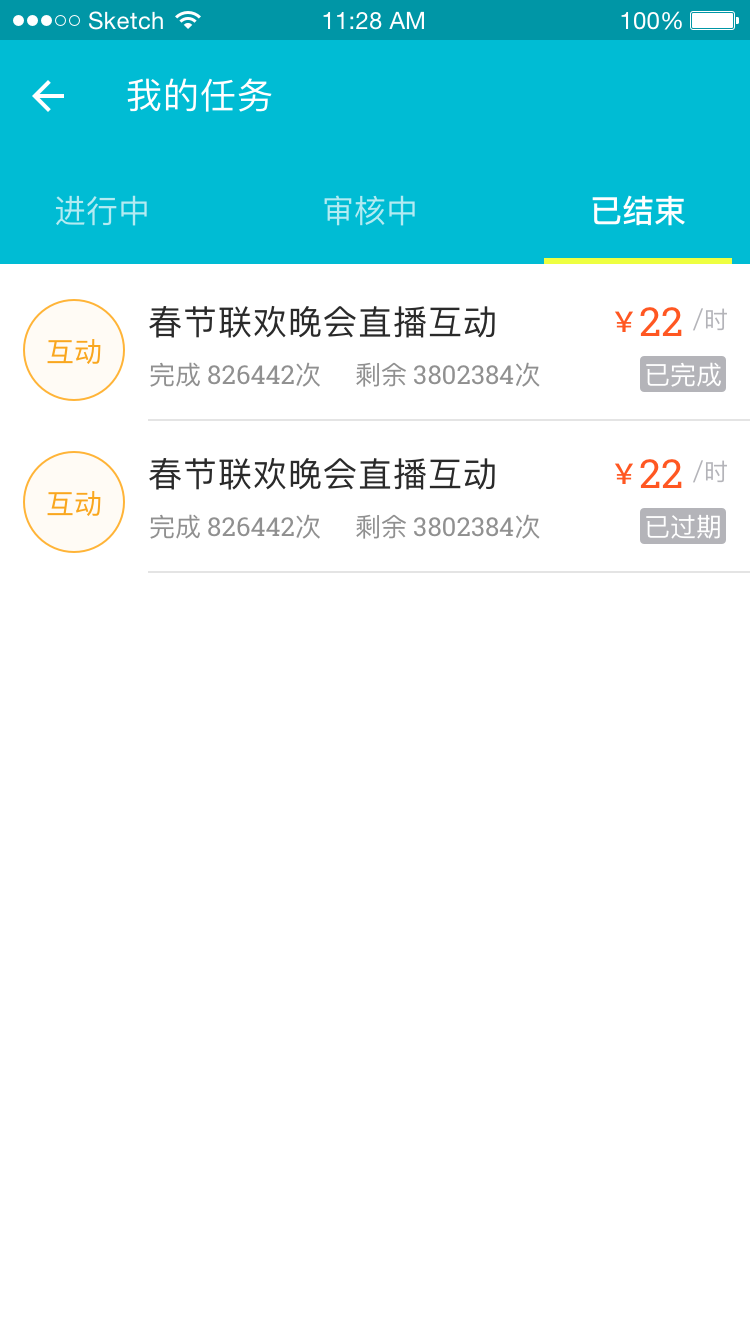 Sketch 11:28 AM 100%
我的任务
进行中 审核中 已结束
春节联欢晚会直播互动 ￥22 /时
互动
完成 826442次 剩余 3802384次 已完成
春节联欢晚会直播互动 ￥22 /时
互动
完成 826442次 剩余 3802384次 已过期